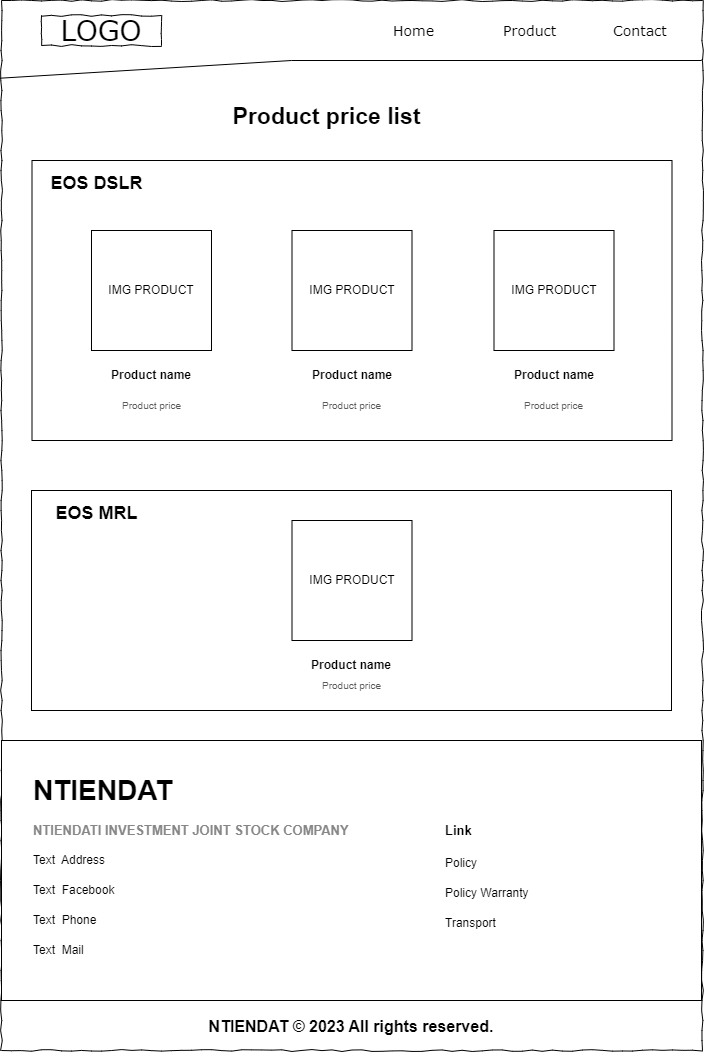 LOGO
Home Product Contact
Product price list
EOS DSLR
IMG PRODUCT IMG PRODUCT IMG PRODUCT
Product name Product name Product name
Product price Product price Product price
EOS MRL
IMG PRODUCT
Product name
Product price
NTIENDAT
NTIENDATI INVESTMENT JOINT STOCK COMPANY
Text Address
Text Facebook
Text Phone
Text Mail
Link
Policy
Policy Warranty
Transport
NTIENDAT © 2023 All rights reserved.